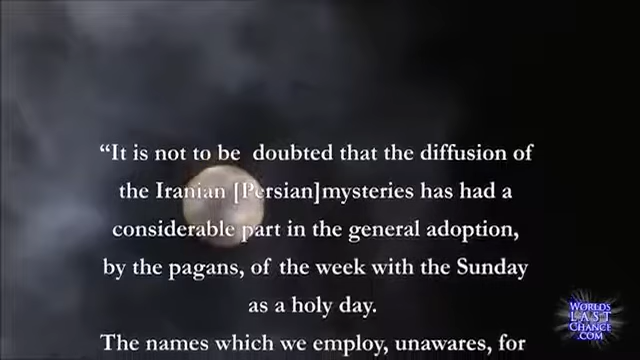 “It is not to be doubted that the diffusion of
the Iranian [Persian]mysteries has had a
considerable part in the general adoption,
by the pagans, of the week with the Sunday
as a holy day.
The names which we employ, unawares, for
WORLD'S
LAST
CHANCE
.COM